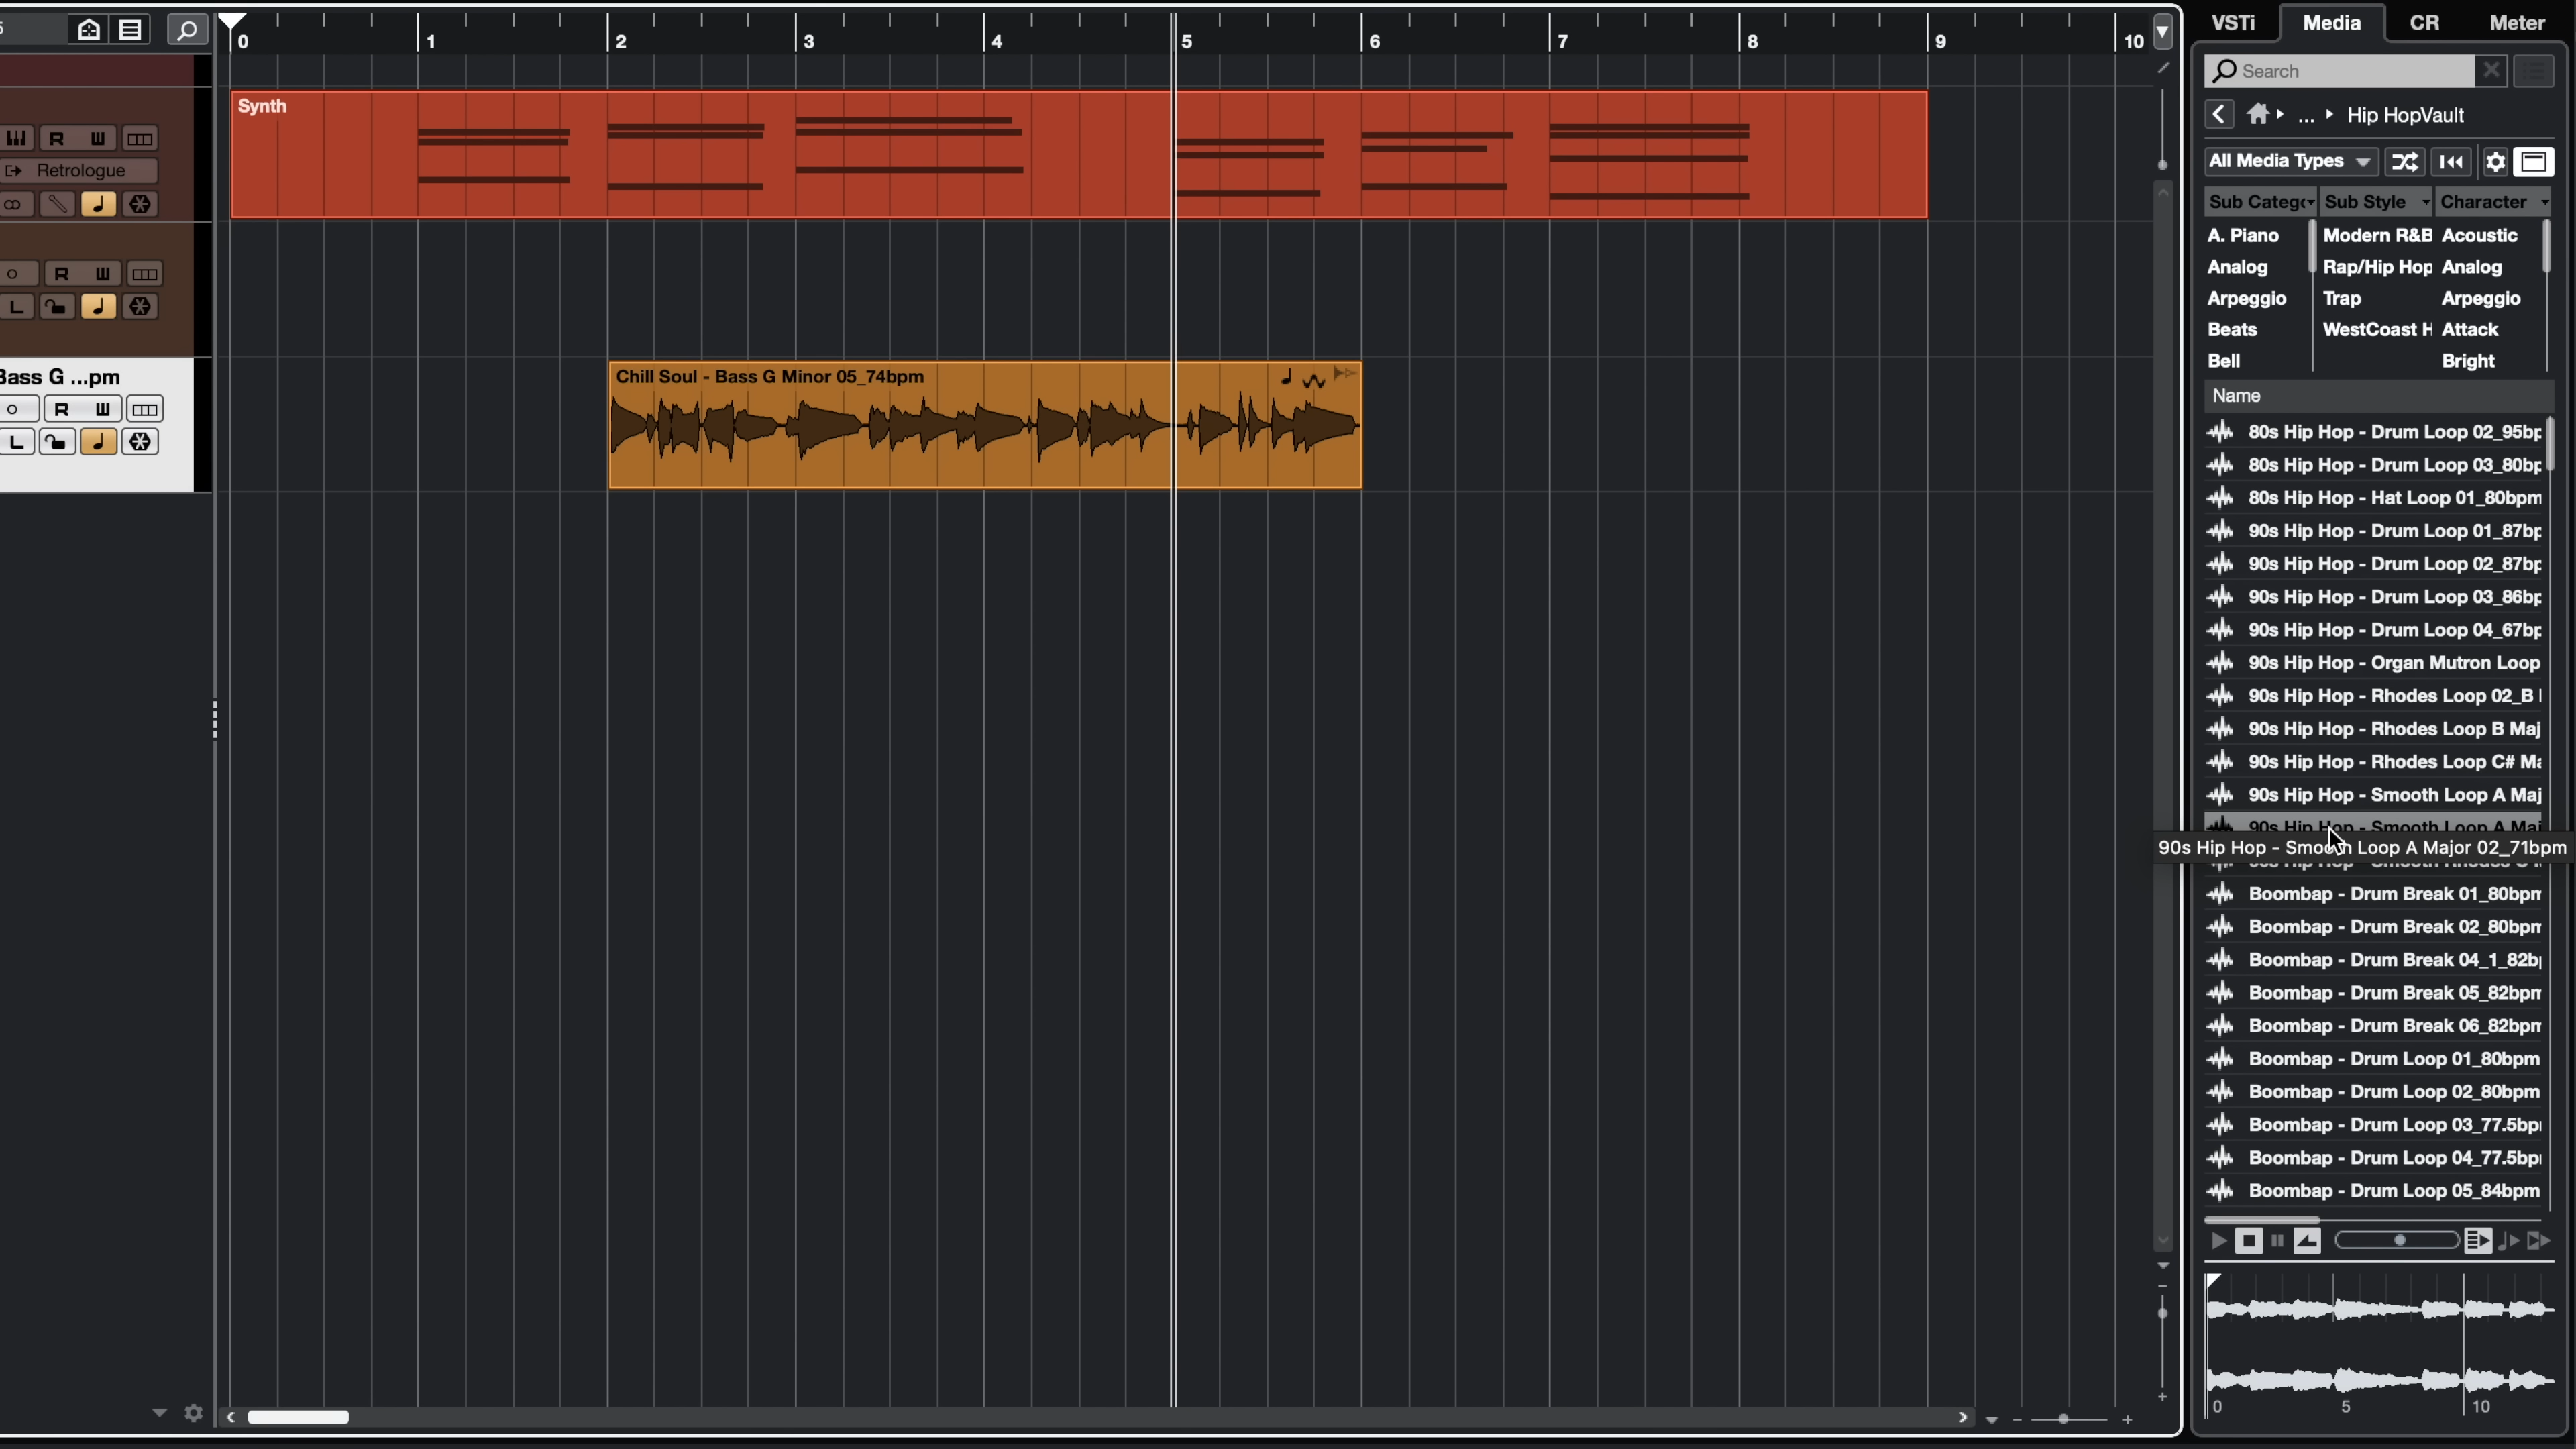 0 1 2 3 4 5 6 7 8 9 10
Synth
R W
Retrologue
R W
L
Bass G ...pm
R W
L
Chill Soul - Bass G Minor 05_74bpm
VSTi Media CR Meter
Search
... Hip HopVault
All Media Types
Sub Categ Sub Style Character
A. Piano Modern R&B Acoustic
Analog Rap/Hip Hop Analog
Arpeggio Trap Arpeggio
Beats WestCoast H Attack
Bell Bright
Name
80s Hip Hop - Drum Loop 02_95bp
80s Hip Hop - Drum Loop 03_80bp
80s Hip Hop - Hat Loop 01_80bpm
90s Hip Hop - Drum Loop 01_87bp
90s Hip Hop - Drum Loop 02_87bp
90s Hip Hop - Drum Loop 03_86bp
90s Hip Hop - Drum Loop 04_67bp
90s Hip Hop - Organ Mutron Loop
90s Hip Hop - Rhodes Loop 02_B
90s Hip Hop - Rhodes Loop B Maj
90s Hip Hop - Rhodes Loop C# Ma
90s Hip Hop - Smooth Loop A Maj
90s Hip Hop - Smooth Loop A Maj
90s Hip Hop - Smooth Loop A Major 02_71bpm
Boombap - Drum Break 01_80bpm
Boombap - Drum Break 02_80bpm
Boombap - Drum Break 04_1_82bp
Boombap - Drum Break 05_82bpm
Boombap - Drum Break 06_82bpm
Boombap - Drum Loop 01_80bpm
Boombap - Drum Loop 02_80bpm
Boombap - Drum Loop 03_77.5bp
Boombap - Drum Loop 04_77.5bp
Boombap - Drum Loop 05_84bpm
0 5 10